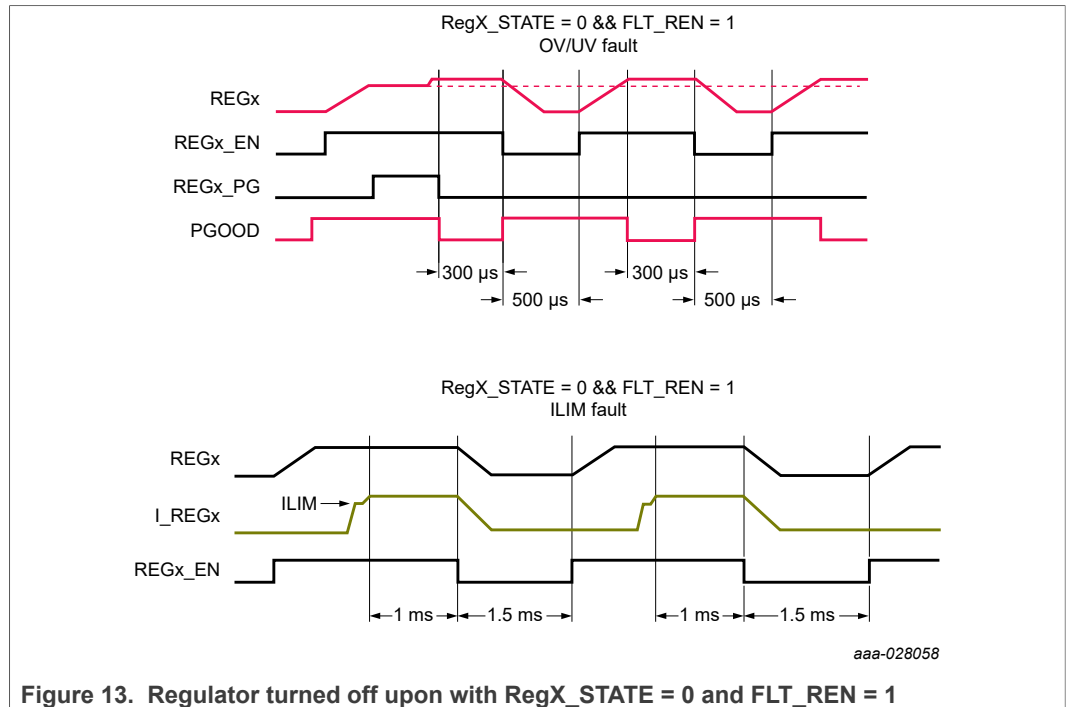 RegX_STATE = 0 && FLT_REN = 1
OV/UV fault
REGx
REGx_EN
REGx_PG
PGOOD
300 µs
300 µs
500 µs
500 µs
RegX_STATE = 0 && FLT_REN = 1
ILIM fault
REGx
ILIM
I_REGx
REGx_EN
1 ms
1.5 ms
1 ms
1.5 ms
aaa-028058
Figure 13. Regulator turned off upon with RegX_STATE = 0 and FLT_REN = 1